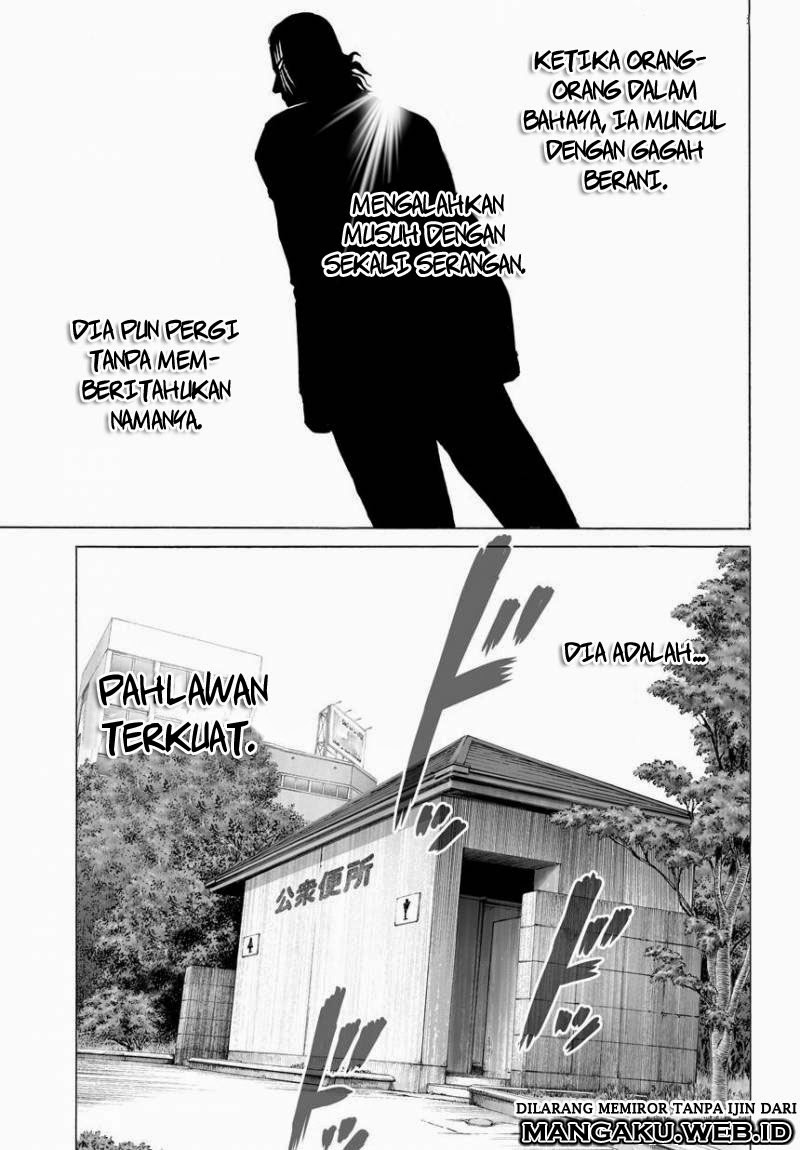 KETIKA ORANG-
ORANG DALAM
BAHAYA, IA MUNCUL
DENGAN GAGAH
BERANI.
MENGALAHKAN
MUSUH DENGAN
SEKALI SERANGAN.
DIA PUN PERGI
TANPA MEM-
BERITAHUKAN
NAMANYA.
DIA ADALAH...
PAHLAWAN
TERKUAT.
ド
ド
ド
公衆便所
DILARANG MEMIROR TANPA IJIN DARI
MANGAKU.WEB.ID